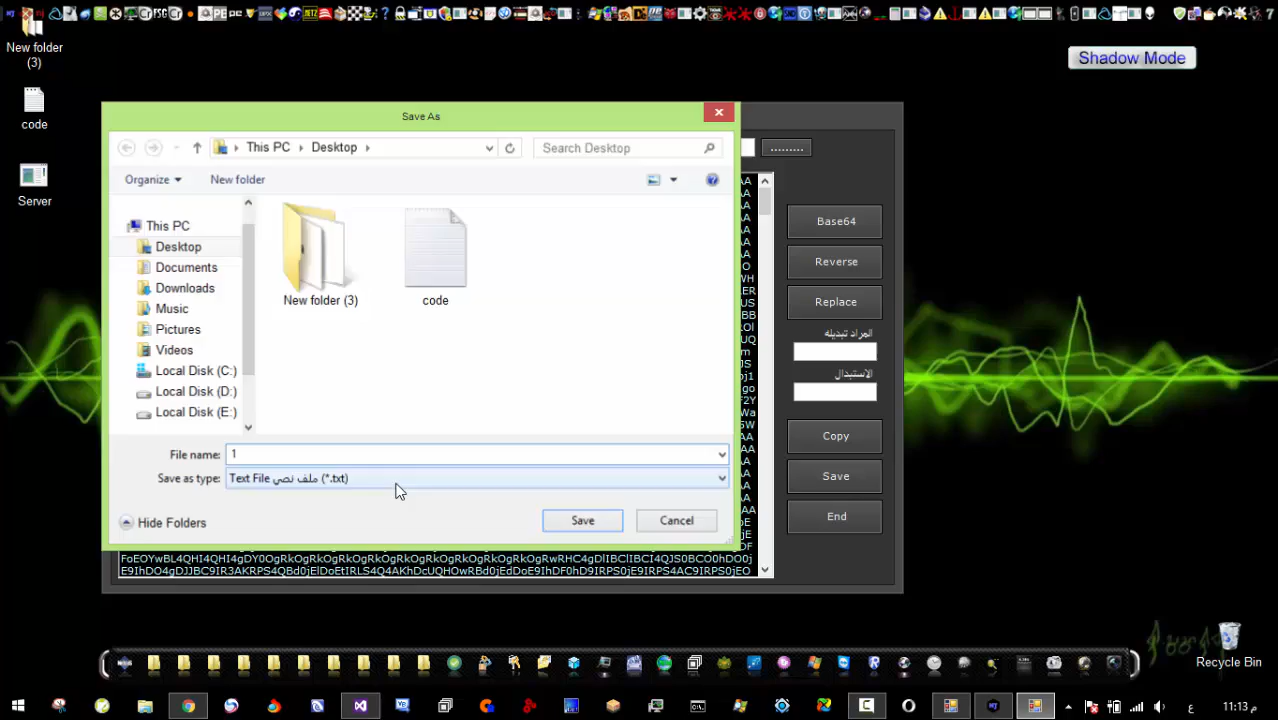 New folder
(3)
Shadow Mode
code
Server
Save As
This PC
Desktop
Search Desktop
.........
Organize
New folder
This PC
Desktop
Documents
Downloads
Music
Pictures
Videos
Local Disk (C:)
Local Disk (D:)
Local Disk (E:)
New folder (3)
code
Base64
Reverse
Replace
المراد تبديله
الاستبدال
Copy
Save
End
File name:
1
Save as type:
Text File ملف نصي (*.txt)
Hide Folders
Save
Cancel
Recycle Bin
ع
11:13 م